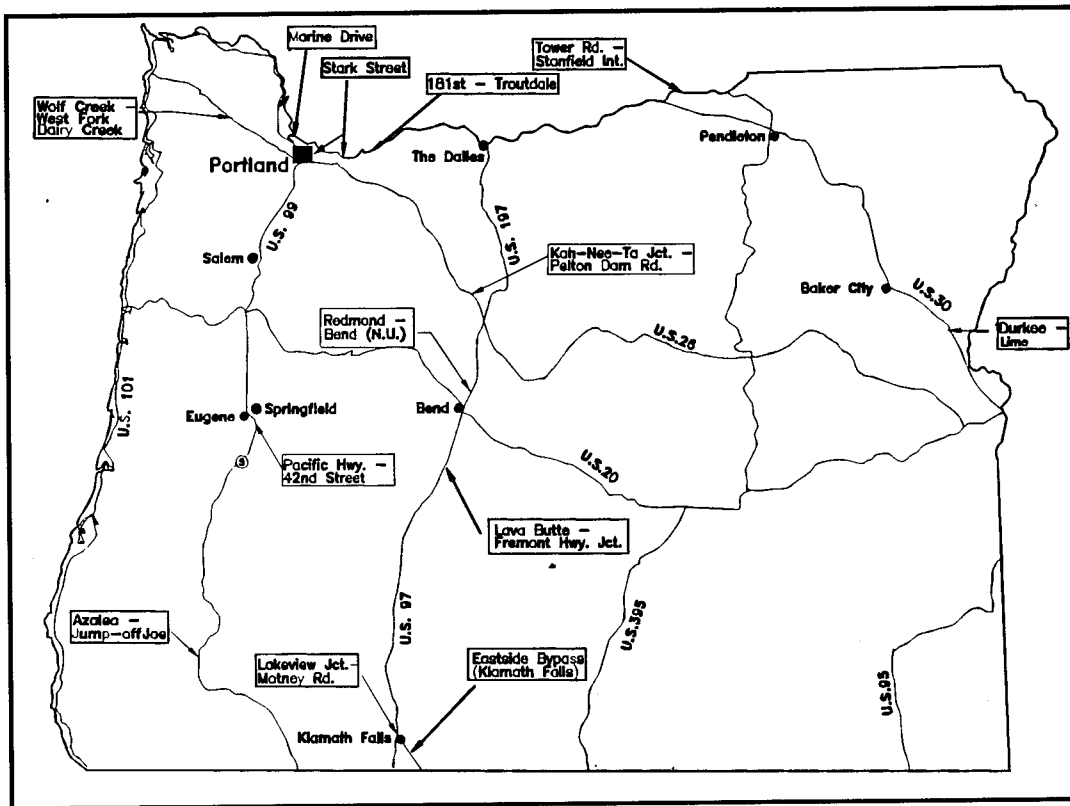 Marine Drive
Stark Street
181st - Troutdale
Tower Rd. -
Stanfield Int.
Wolf Creek -
West Fork
Dairy Creek
Portland
The Dalles
Pendleton
U.S. 99
U.S. 197
Salem
Kah-Nee-Ta Jct. -
Pelton Dam Rd.
Baker City
U.S.30
Durkee -
Lime
Redmond -
Bend (N.U.)
U.S.26
U.S. 101
Eugene
Springfield
Bend
Pacific Hwy. -
42nd Street
5
U.S.20
Lava Butte -
Fremont Hwy. Jct.
Azalea -
Jump-off Joe
U.S. 97
U.S.395
Lakeview Jct.-
Matney Rd.
Eastside Bypass
(Klamath Falls)
U.S.95
Klamath Falls